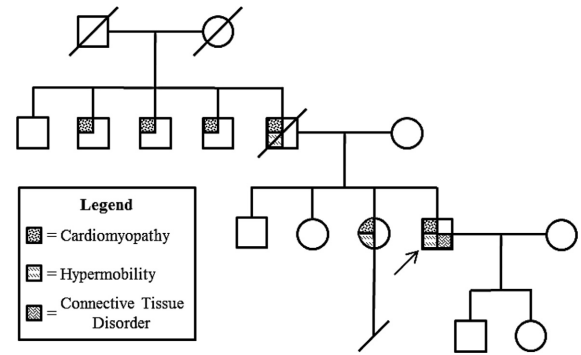 Legend
= Cardiomyopathy
= Hypermobility
= Connective Tissue
Disorder